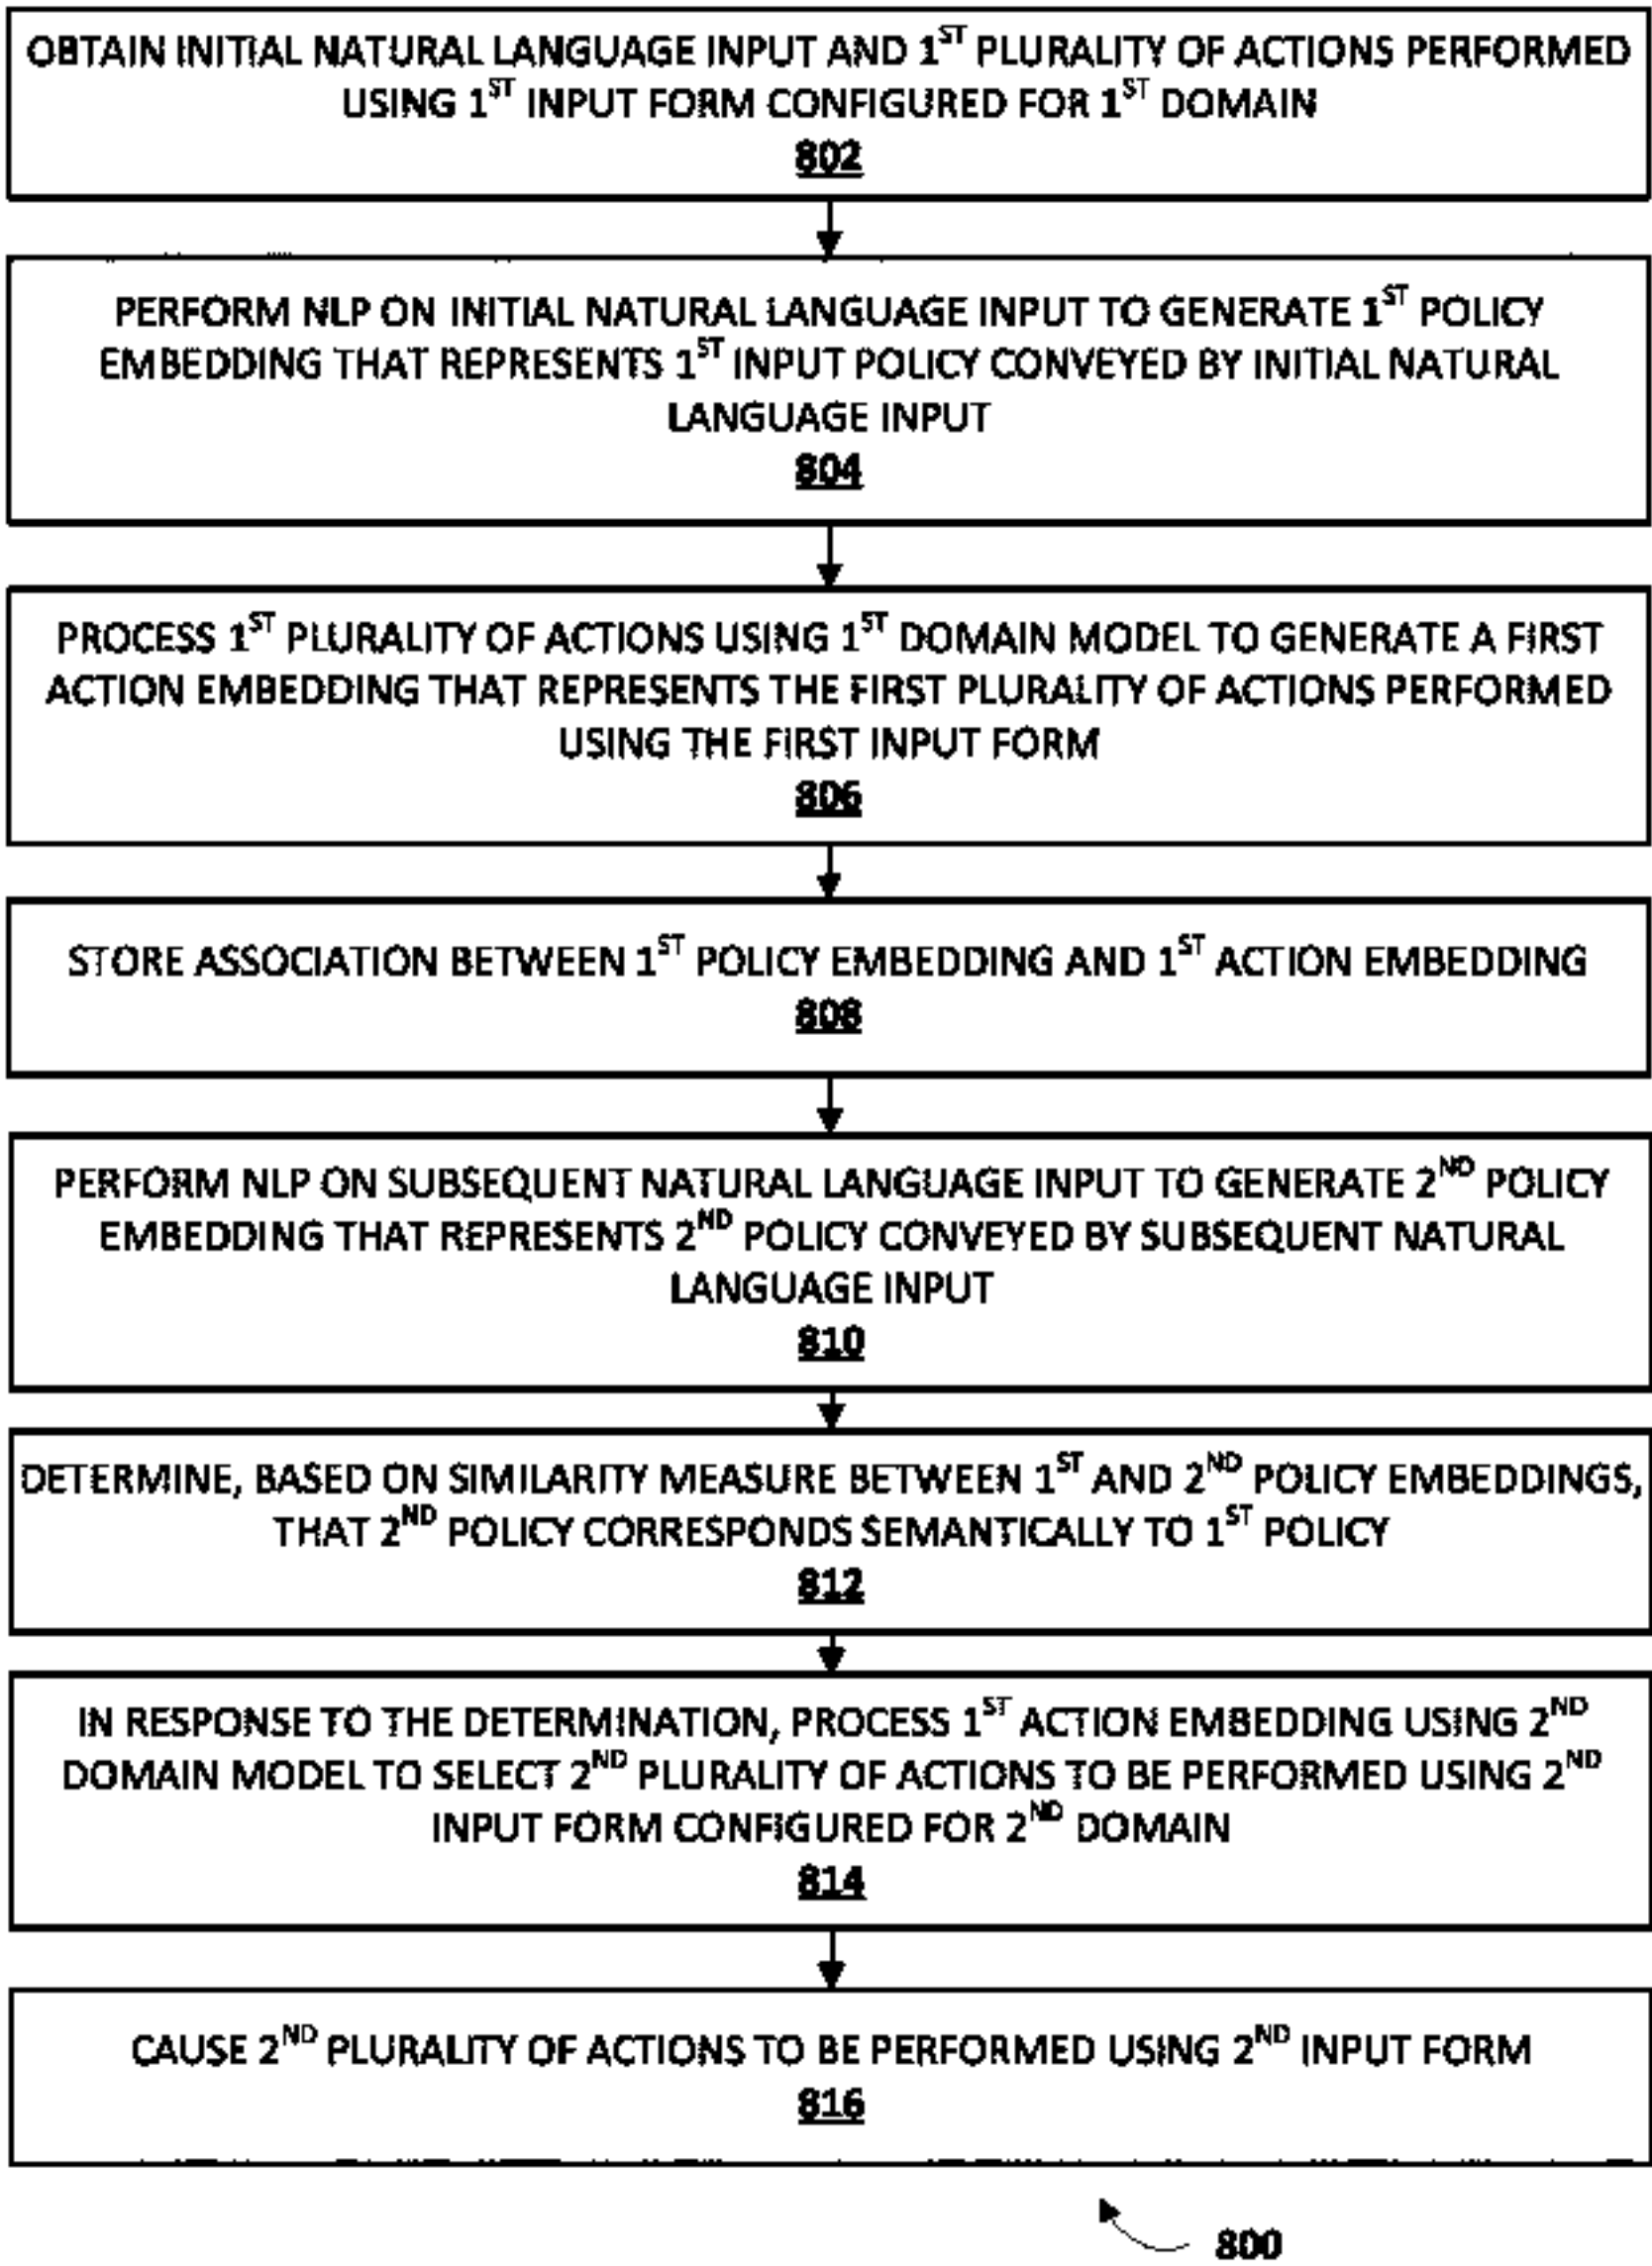 OBTAIN INITIAL NATURAL LANGUAGE INPUT AND 1ST PLURALITY OF ACTIONS PERFORMED
USING 1ST INPUT FORM CONFIGURED FOR 1ST DOMAIN
802
PERFORM NLP ON INITIAL NATURAL LANGUAGE INPUT TO GENERATE 1ST POLICY
EMBEDDING THAT REPRESENTS 1ST INPUT POLICY CONVEYED BY INITIAL NATURAL
LANGUAGE INPUT
804
PROCESS 1ST PLURALITY OF ACTIONS USING 1ST DOMAIN MODEL TO GENERATE A FIRST
ACTION EMBEDDING THAT REPRESENTS THE FIRST PLURALITY OF ACTIONS PERFORMED
USING THE FIRST INPUT FORM
806
STORE ASSOCIATION BETWEEN 1ST POLICY EMBEDDING AND 1ST ACTION EMBEDDING
808
PERFORM NLP ON SUBSEQUENT NATURAL LANGUAGE INPUT TO GENERATE 2ND POLICY
EMBEDDING THAT REPRESENTS 2ND POLICY CONVEYED BY SUBSEQUENT NATURAL
LANGUAGE INPUT
810
DETERMINE, BASED ON SIMILARITY MEASURE BETWEEN 1ST AND 2ND POLICY EMBEDDINGS,
THAT 2ND POLICY CORRESPONDS SEMANTICALLY TO 1ST POLICY
812
IN RESPONSE TO THE DETERMINATION, PROCESS 1ST ACTION EMBEDDING USING 2ND
DOMAIN MODEL TO SELECT 2ND PLURALITY OF ACTIONS TO BE PERFORMED USING 2ND
INPUT FORM CONFIGURED FOR 2ND DOMAIN
814
CAUSE 2ND PLURALITY OF ACTIONS TO BE PERFORMED USING 2ND INPUT FORM
816
800